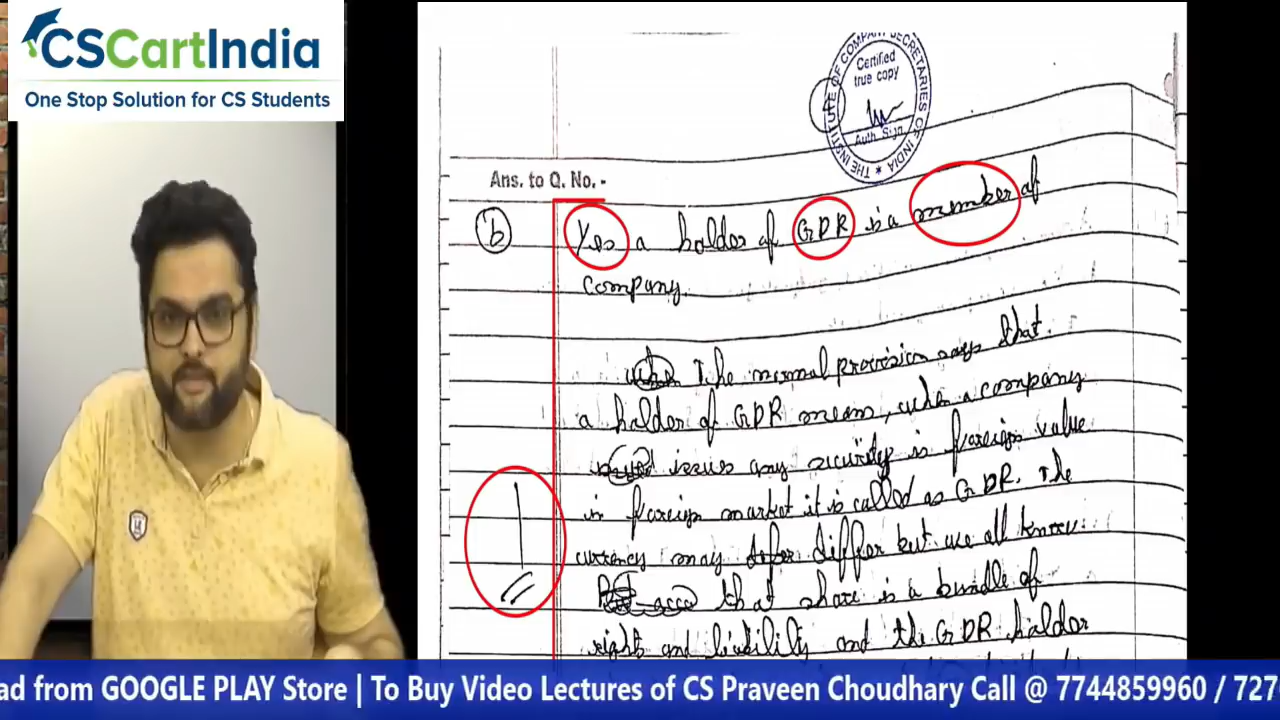 CSCartIndia
One Stop Solution for CS Students
THE INSTITUTE OF COMPANY SECRETARIES OF INDIA
Certified
true copy
Auth Sign.
Ans. to Q. No. -
b Yes a holder of GDR is a member of
company.
The normal provision says that
a holder of GDR means, when a company
issues any security is foreign value
in foreign market it is called as GDR. The
currency may differ but we all know
that share is a bundle of
right and liability and the GDR holder
ad from GOOGLE PLAY Store | To Buy Video Lectures of CS Praveen Choudhary Call @ 7744859960 / 727